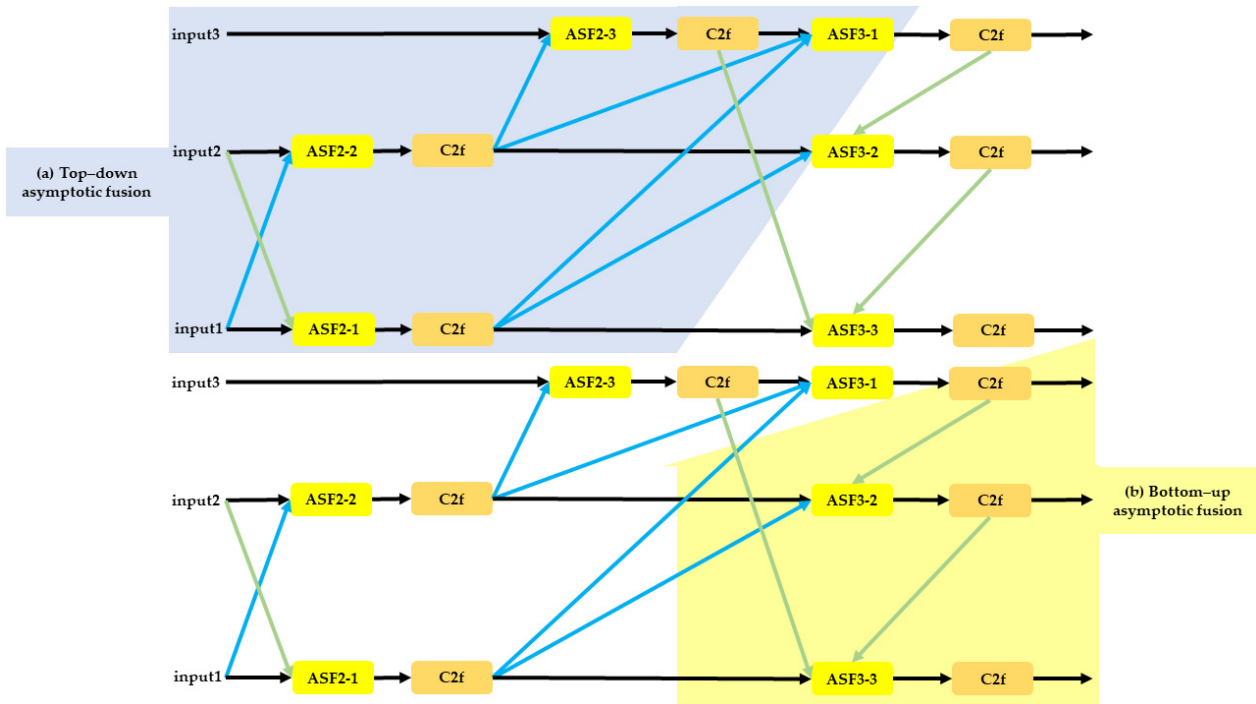 input3
ASF2-3
C2f
ASF3-1
C2f
input2
ASF2-2
C2f
ASF3-2
C2f
(a) Top–down
asymptotic fusion
input1
ASF2-1
C2f
ASF3-3
C2f
input3
ASF2-3
C2f
ASF3-1
C2f
input2
ASF2-2
C2f
ASF3-2
C2f
(b) Bottom–up
asymptotic fusion
input1
ASF2-1
C2f
ASF3-3
C2f